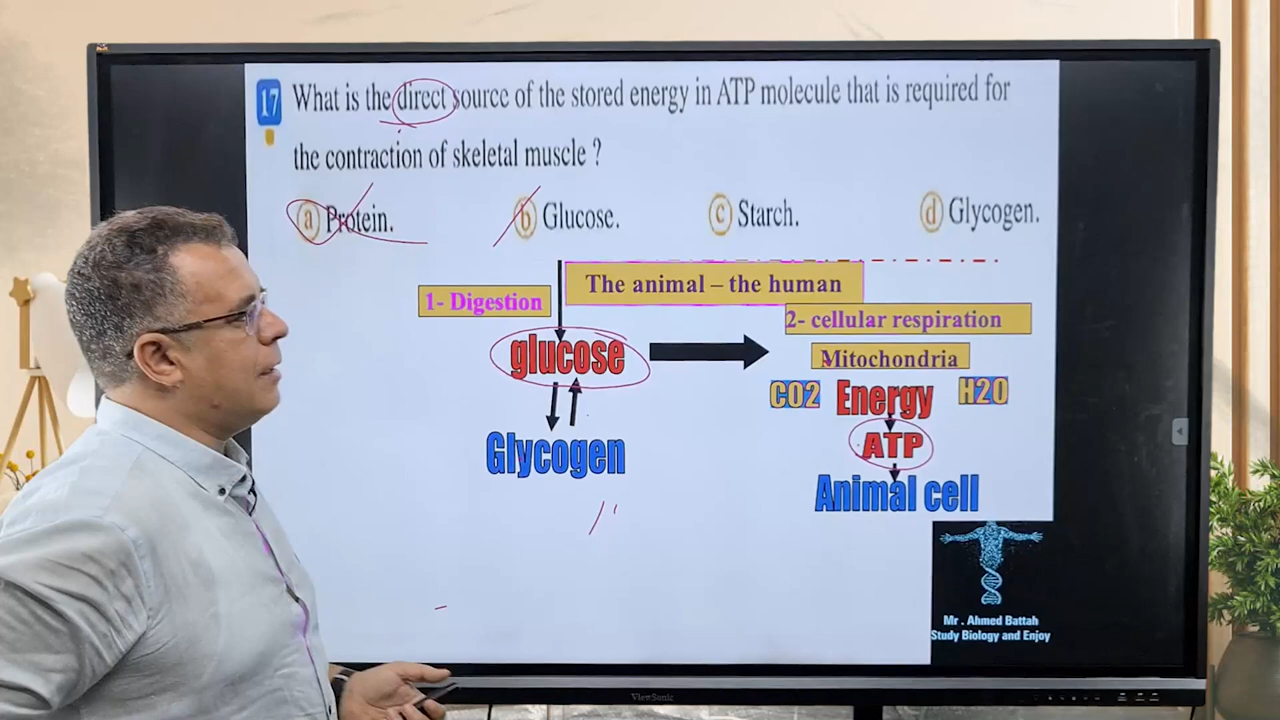 17 What is the direct source of the stored energy in ATP molecule that is required for
the contraction of skeletal muscle ?
a Protein. b Glucose. c Starch. d Glycogen.
The animal – the human
1- Digestion
2- cellular respiration
glucose
Mitochondria
CO2 Energy H2O
ATP
Glycogen
Animal cell
Mr . Ahmed Battah
Study Biology and Enjoy
ViewSonic